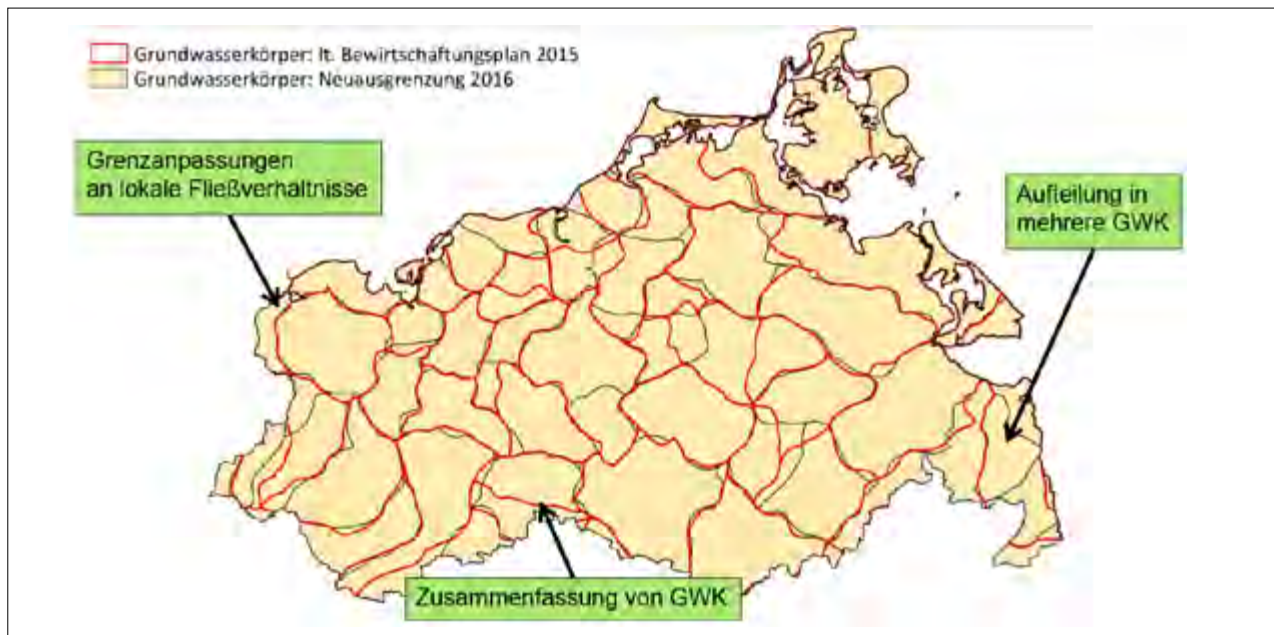 Grundwasserkörper: lt. Bewirtschaftungsplan 2015
Grundwasserkörper: Neuausgrenzung 2016
Grenzanpassungen
an lokale Fließverhältnisse
Aufteilung in
mehrere GWK
Zusammenfassung von GWK